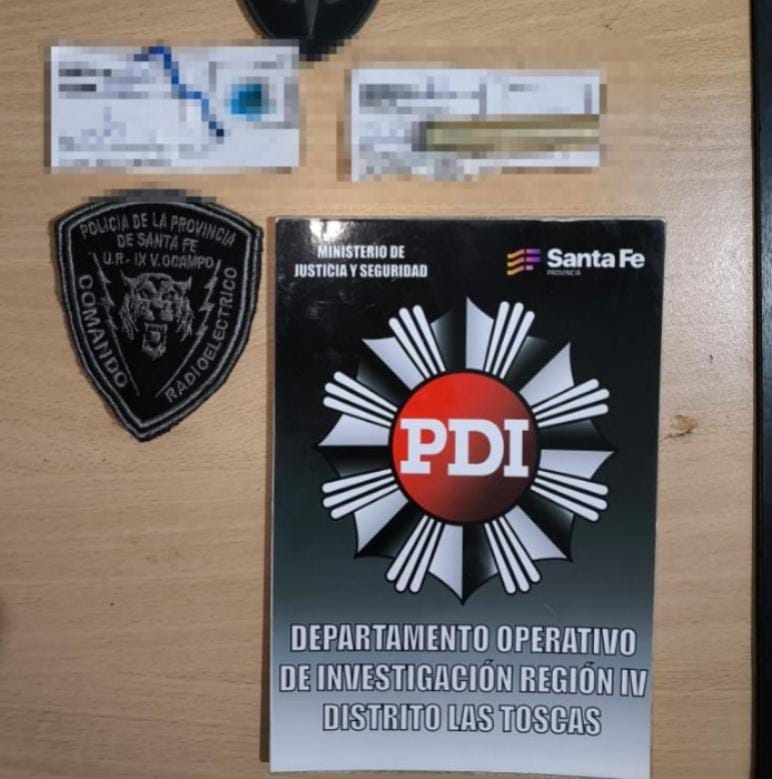 POLICIA DE LA PROVINCIA
DE SANTA FE
U.R.- IX V.OCAMPO
COMANDO
RADIOELECTRICO
MINISTERIO DE
JUSTICIA Y SEGURIDAD
Santa Fe
PROVINCIA
PDI
DEPARTAMENTO OPERATIVO
DE INVESTIGACIÓN REGIÓN IV
DISTRITO LAS TOSCAS